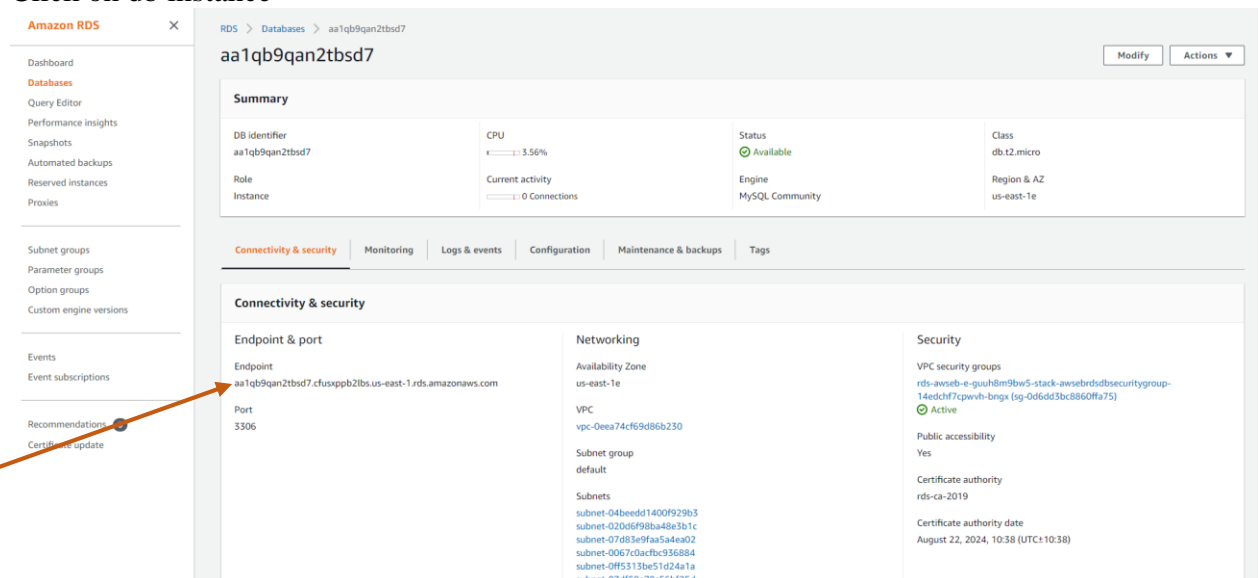 Amazon RDS
Dashboard
Databases
Query Editor
Performance insights
Snapshots
Automated backups
Reserved instances
Proxies
Subnet groups
Parameter groups
Option groups
Custom engine versions
Events
Event subscriptions
Recommendations
Certificate update
RDS > Databases > aa1qb9qan2tbsd7
aa1qb9qan2tbsd7
Modify Actions
Summary
DB identifier CPU Status Class
aa1qb9qan2tbsd7 3.56% Available db.t2.micro
Role Current activity Engine Region & AZ
Instance 0 Connections MySQL Community us-east-1e
Connectivity & security Monitoring Logs & events Configuration Maintenance & backups Tags
Connectivity & security
Endpoint & port
Endpoint
aa1qb9qan2tbsd7.cfusxppb2lbs.us-east-1.rds.amazonaws.com
Port
3306
Networking
Availability Zone
us-east-1e
VPC
vpc-0eea74cf69d86b230
Subnet group
default
Subnets
subnet-04beedd1400f929b3
subnet-020d6f98ba48e3b1c
subnet-07d83e9faa5a4ea02
subnet-0067c0acfbc936884
subnet-0ff5313be51d24a1a
Security
VPC security groups
rds-awseb-e-guuh8m9bw5-stack-awsebrdsdbsecuritygroup-
14edchf7cpwvh-bngx (sg-0d6dd3bc8860ffa75)
Active
Public accessibility
Yes
Certificate authority
rds-ca-2019
Certificate authority date
August 22, 2024, 10:38 (UTC±10:38)